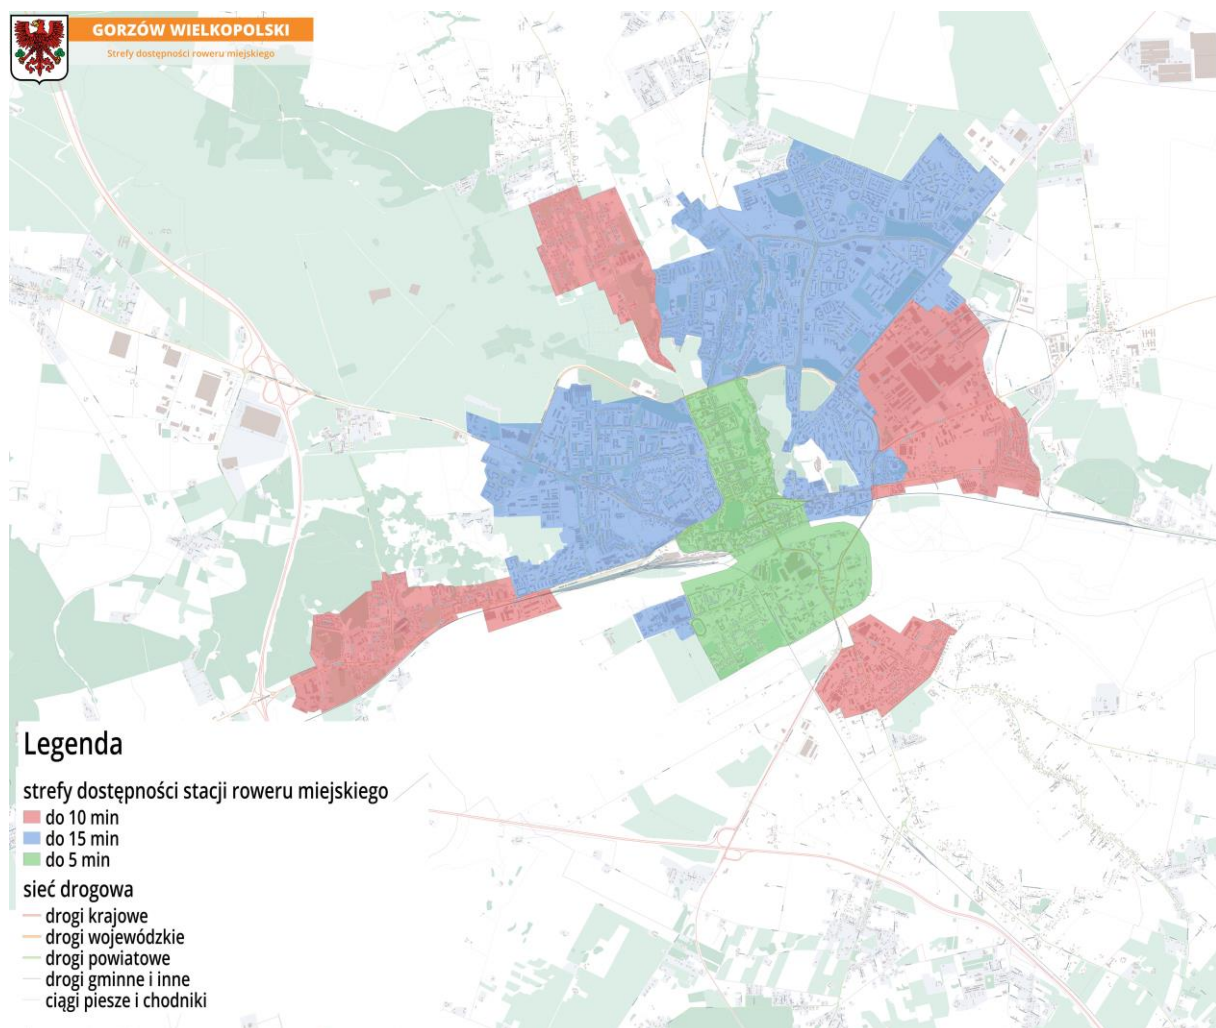 GORZÓW WIELKOPOLSKI
Strefy dostępności roweru miejskiego
Legenda
strefy dostępności stacji roweru miejskiego
do 10 min
do 15 min
do 5 min
sieć drogowa
drogi krajowe
drogi wojewódzkie
drogi powiatowe
drogi gminne i inne
ciągi piesze i chodniki